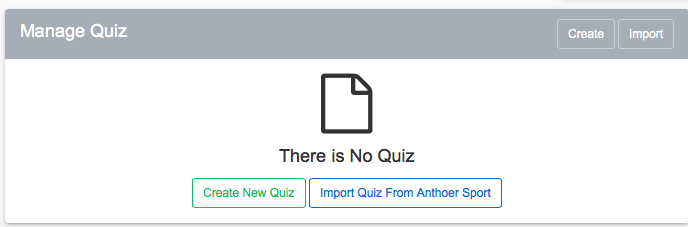 Manage Quiz
Create
Import
There is No Quiz
Create New Quiz
Import Quiz From Anthoer Sport